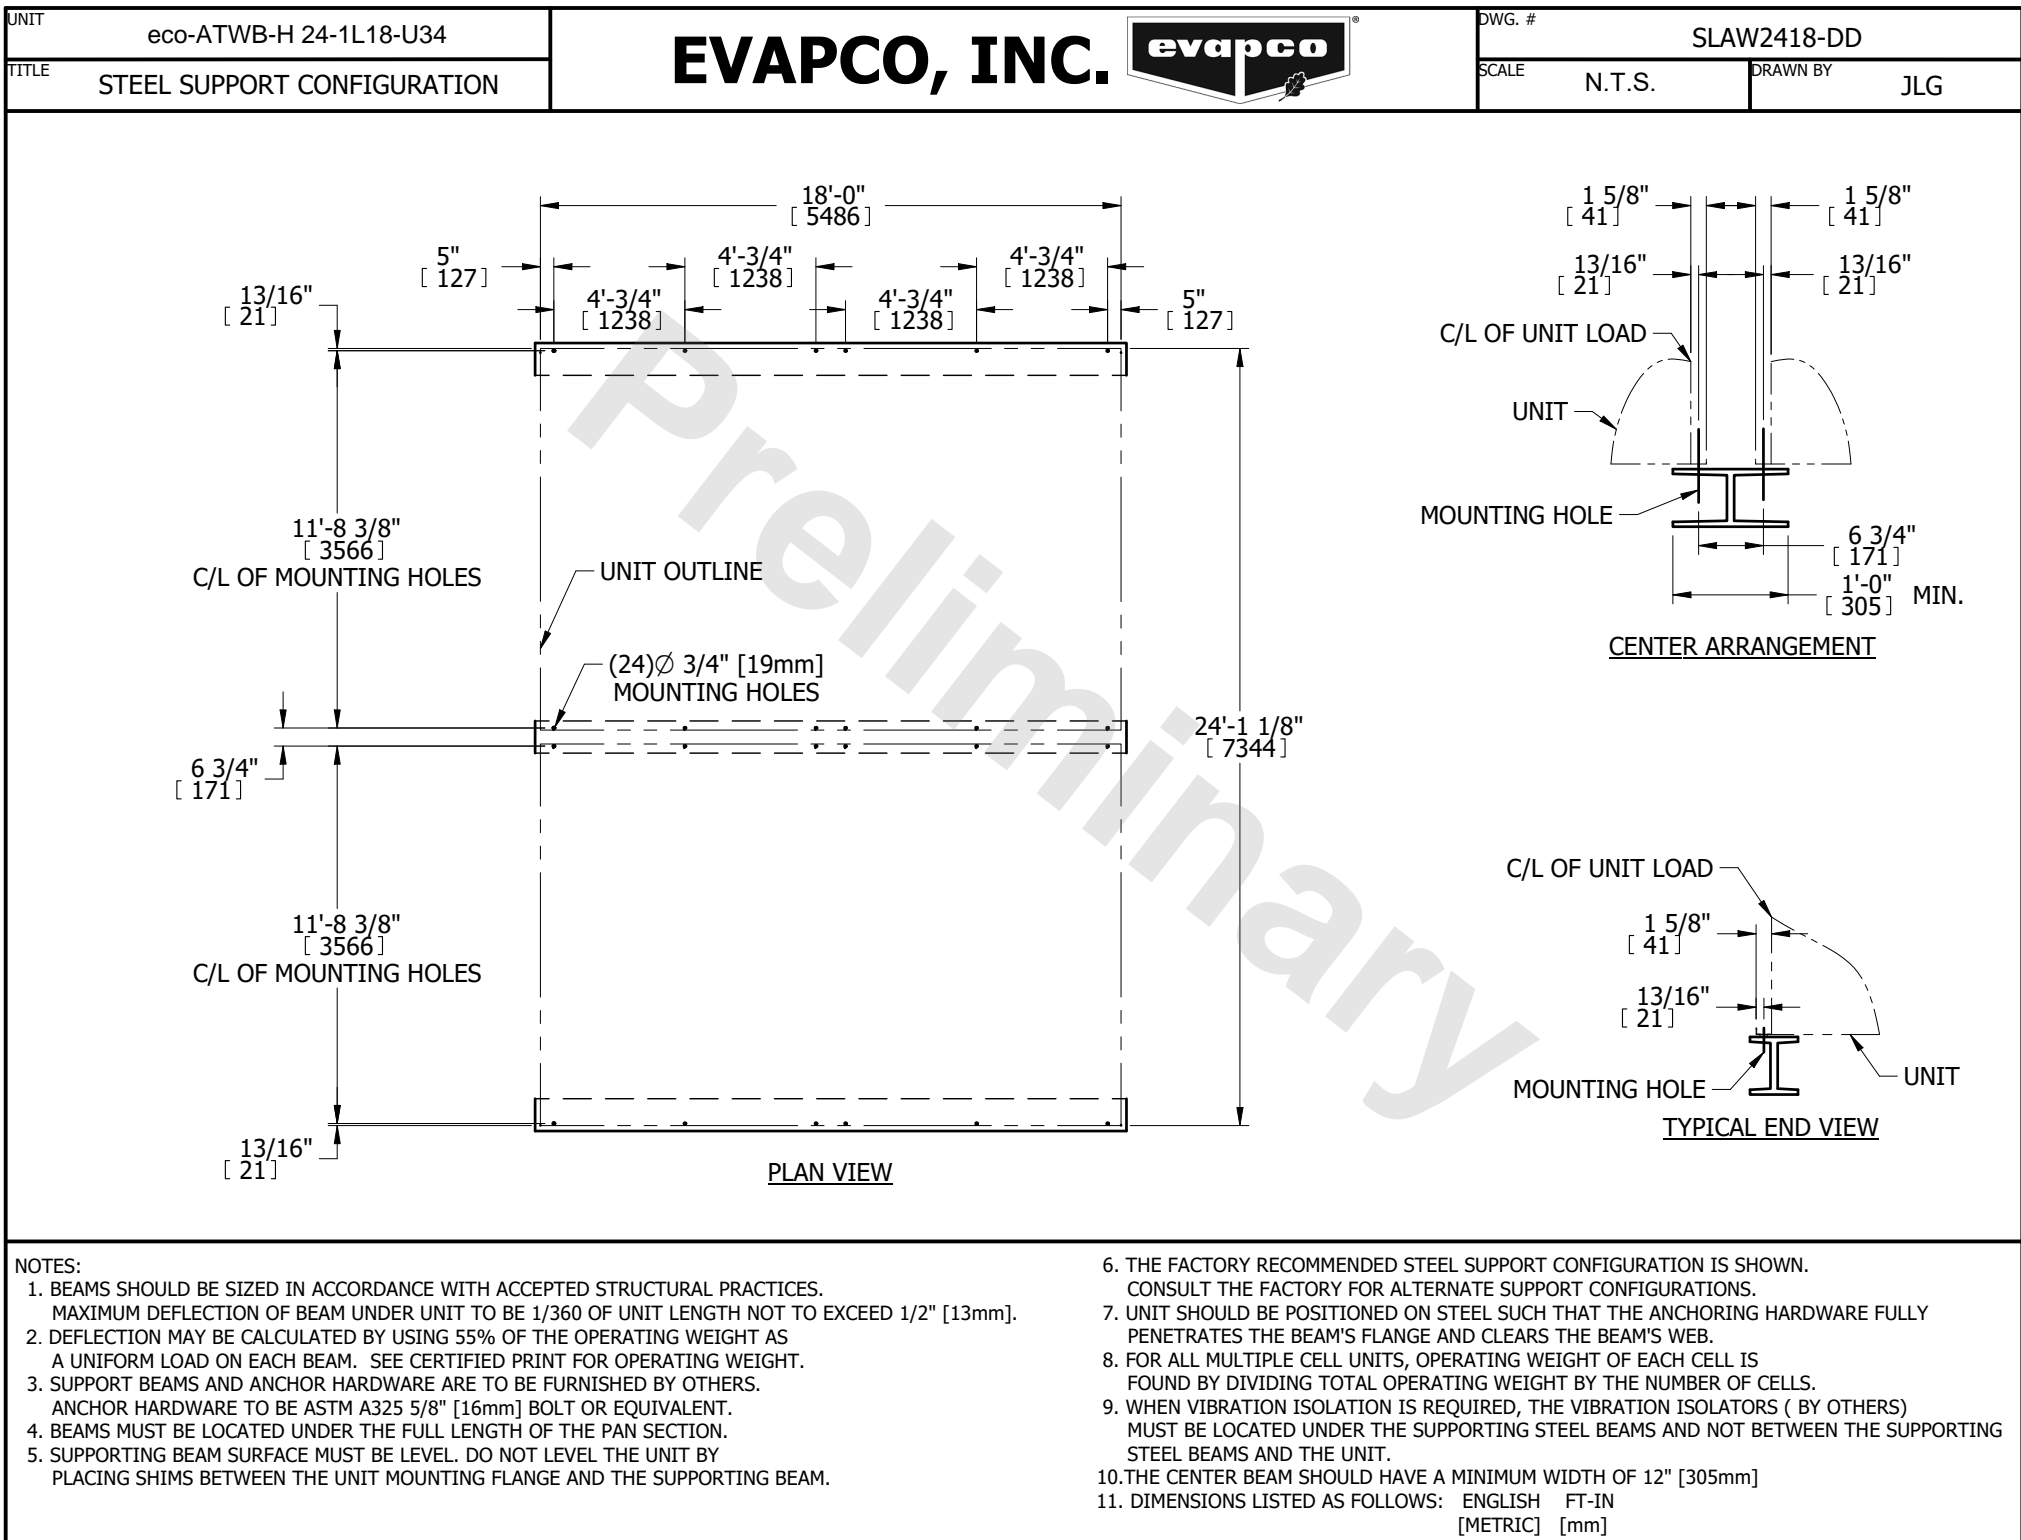 UNIT
eco-ATWB-H 24-1L18-U34
TITLE
STEEL SUPPORT CONFIGURATION
EVAPCO, INC.
evapco
®
DWG. #
SLAW2418-DD
SCALE
N.T.S.
DRAWN BY
JLG
18'-0"
[ 5486 ]
5"
[ 127 ]
4'-3/4"
[ 1238 ]
4'-3/4"
[ 1238 ]
13/16"
[ 21 ]
4'-3/4"
[ 1238 ]
4'-3/4"
[ 1238 ]
5"
[ 127 ]
11'-8 3/8"
[ 3566 ]
C/L OF MOUNTING HOLES
UNIT OUTLINE
(24)Ø 3/4" [19mm]
MOUNTING HOLES
6 3/4"
[ 171 ]
24'-1 1/8"
[ 7344 ]
11'-8 3/8"
[ 3566 ]
C/L OF MOUNTING HOLES
13/16"
[ 21 ]
PLAN VIEW
Preliminary
1 5/8"
[ 41 ]
1 5/8"
[ 41 ]
13/16"
[ 21 ]
13/16"
[ 21 ]
C/L OF UNIT LOAD
UNIT
MOUNTING HOLE
6 3/4"
[ 171 ]
1'-0"
[ 305 ] MIN.
CENTER ARRANGEMENT
C/L OF UNIT LOAD
1 5/8"
[ 41 ]
13/16"
[ 21 ]
MOUNTING HOLE
UNIT
TYPICAL END VIEW
NOTES:
1. BEAMS SHOULD BE SIZED IN ACCORDANCE WITH ACCEPTED STRUCTURAL PRACTICES.
MAXIMUM DEFLECTION OF BEAM UNDER UNIT TO BE 1/360 OF UNIT LENGTH NOT TO EXCEED 1/2" [13mm].
2. DEFLECTION MAY BE CALCULATED BY USING 55% OF THE OPERATING WEIGHT AS
A UNIFORM LOAD ON EACH BEAM. SEE CERTIFIED PRINT FOR OPERATING WEIGHT.
3. SUPPORT BEAMS AND ANCHOR HARDWARE ARE TO BE FURNISHED BY OTHERS.
ANCHOR HARDWARE TO BE ASTM A325 5/8" [16mm] BOLT OR EQUIVALENT.
4. BEAMS MUST BE LOCATED UNDER THE FULL LENGTH OF THE PAN SECTION.
5. SUPPORTING BEAM SURFACE MUST BE LEVEL. DO NOT LEVEL THE UNIT BY
PLACING SHIMS BETWEEN THE UNIT MOUNTING FLANGE AND THE SUPPORTING BEAM.
6. THE FACTORY RECOMMENDED STEEL SUPPORT CONFIGURATION IS SHOWN.
CONSULT THE FACTORY FOR ALTERNATE SUPPORT CONFIGURATIONS.
7. UNIT SHOULD BE POSITIONED ON STEEL SUCH THAT THE ANCHORING HARDWARE FULLY
PENETRATES THE BEAM'S FLANGE AND CLEARS THE BEAM'S WEB.
8. FOR ALL MULTIPLE CELL UNITS, OPERATING WEIGHT OF EACH CELL IS
FOUND BY DIVIDING TOTAL OPERATING WEIGHT BY THE NUMBER OF CELLS.
9. WHEN VIBRATION ISOLATION IS REQUIRED, THE VIBRATION ISOLATORS ( BY OTHERS)
MUST BE LOCATED UNDER THE SUPPORTING STEEL BEAMS AND NOT BETWEEN THE SUPPORTING
STEEL BEAMS AND THE UNIT.
10.THE CENTER BEAM SHOULD HAVE A MINIMUM WIDTH OF 12" [305mm]
11. DIMENSIONS LISTED AS FOLLOWS: ENGLISH FT-IN
[METRIC] [mm]